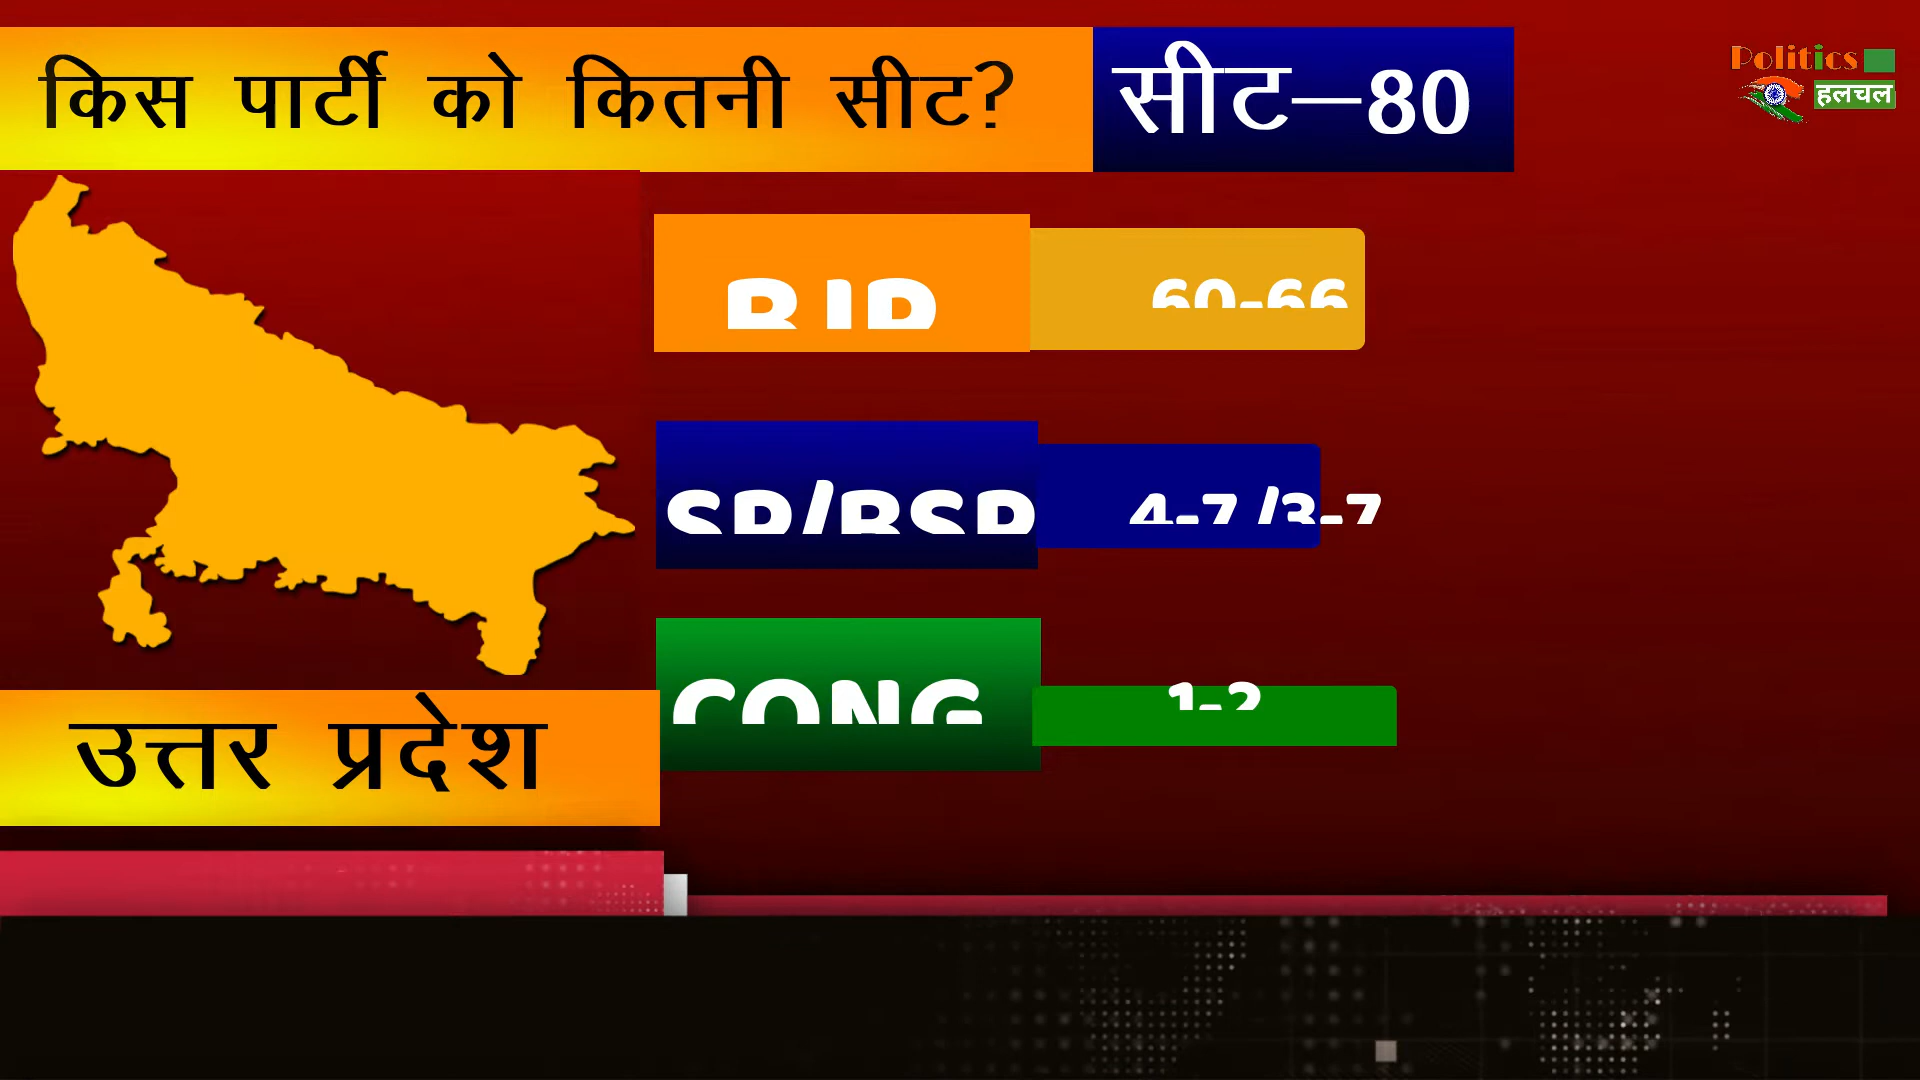 किस पार्टी को कितनी सीट?
सीट–80
Politics
हलचल
BJP
60-66
SP/BSP
4-7 /3-7
CONG
1-2
उत्तर प्रदेश